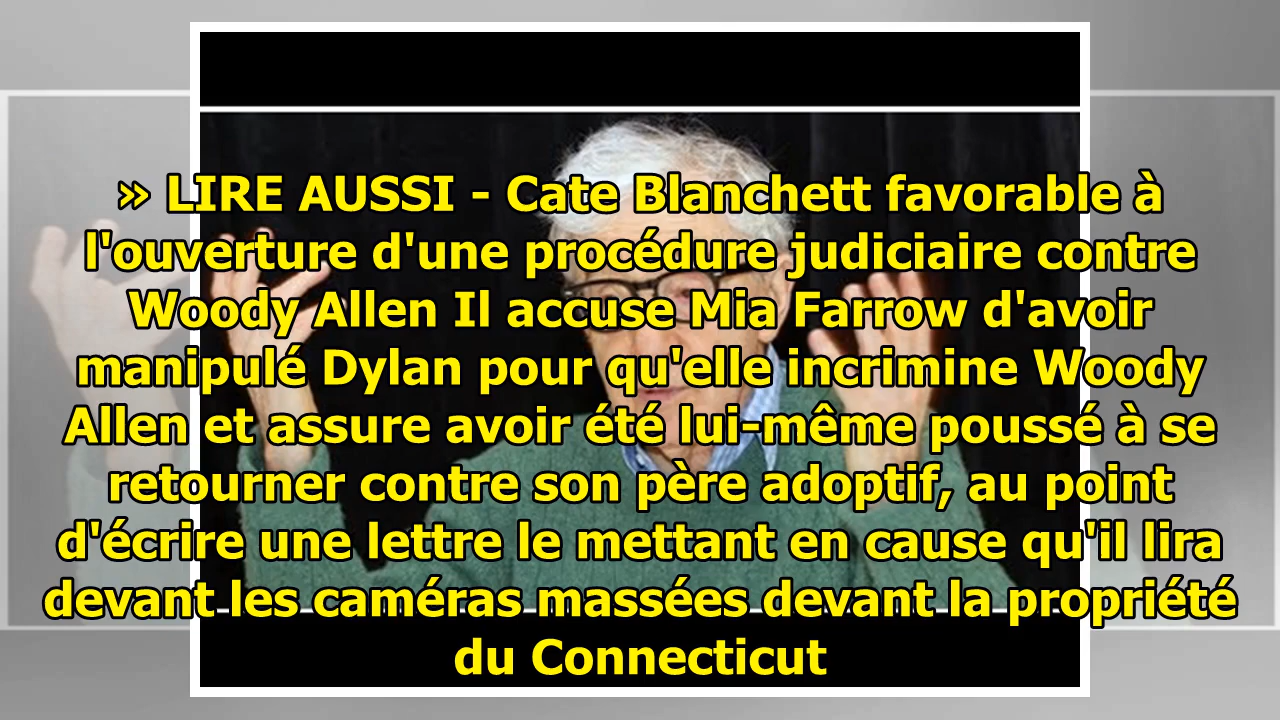 » LIRE AUSSI - Cate Blanchett favorable à
l'ouverture d'une procédure judiciaire contre
Woody Allen Il accuse Mia Farrow d'avoir
manipulé Dylan pour qu'elle incrimine Woody
Allen et assure avoir été lui-même poussé à se
retourner contre son père adoptif, au point
d'écrire une lettre le mettant en cause qu'il lira
devant les caméras massées devant la propriété
du Connecticut